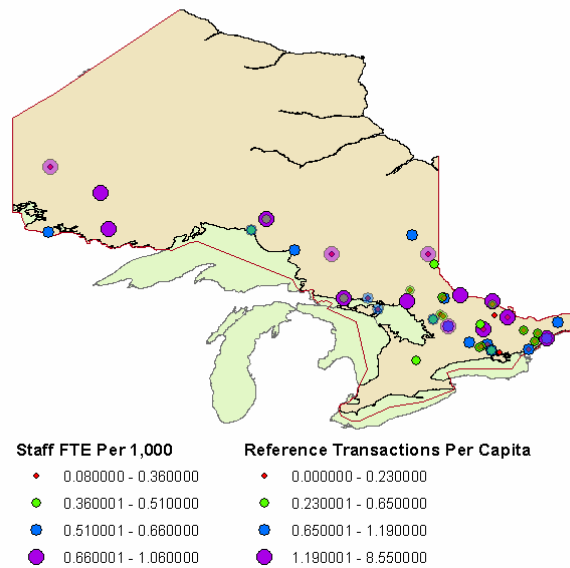 Staff FTE Per 1,000
0.080000 - 0.360000
0.360001 - 0.510000
0.510001 - 0.660000
0.660001 - 1.060000
Reference Transactions Per Capita
0.000000 - 0.230000
0.230001 - 0.650000
0.650001 - 1.190000
1.190001 - 8.550000